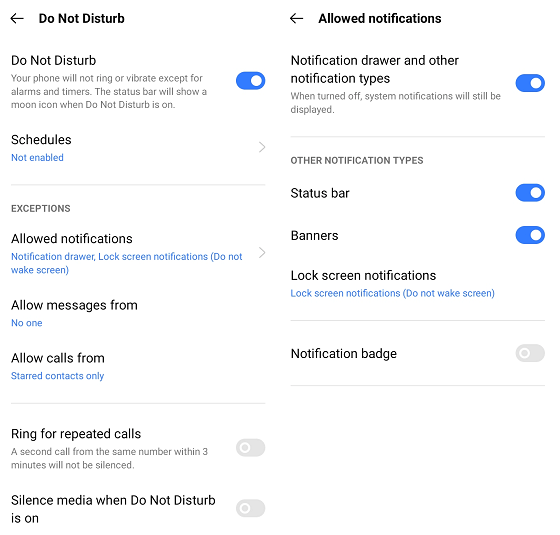 Do Not Disturb
Do Not Disturb
Your phone will not ring or vibrate except for
alarms and timers. The status bar will show a
moon icon when Do Not Disturb is on.
Schedules
Not enabled
EXCEPTIONS
Allowed notifications
Notification drawer, Lock screen notifications (Do not
wake screen)
Allow messages from
No one
Allow calls from
Starred contacts only
Ring for repeated calls
A second call from the same number within 3
minutes will not be silenced.
Silence media when Do Not Disturb
is on
Allowed notifications
Notification drawer and other
notification types
When turned off, system notifications will still be
displayed.
OTHER NOTIFICATION TYPES
Status bar
Banners
Lock screen notifications
Lock screen notifications (Do not wake screen)
Notification badge